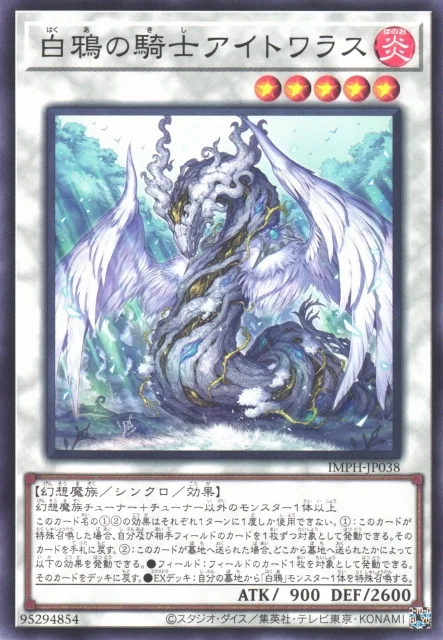 白鴉の騎士アイトワラス
炎
IMPH-JP038
【幻想魔族/シンクロ/効果】
幻想魔族チューナー+チューナー以外のモンスター1体以上
このカード名の①②の効果はそれぞれ1ターンに1度しか使用できない。①:このカードが
特殊召喚した場合、自分及び相手フィールドのカードを1枚ずつ対象として発動できる。その
カードを手札に戻す。②:このカードが墓地へ送られた場合、どこから墓地へ送られたかによって
以下の効果を発動できる。●フィールド:フィールドのカード1枚を対象として発動できる。
そのカードをデッキに戻す。●EXデッキ:自分の墓地から「白鴉」モンスター1体を特殊召喚する。
ATK/ 900 DEF/2600
95294854 ©スタジオ・ダイス/集英社・テレビ東京・KONAMI